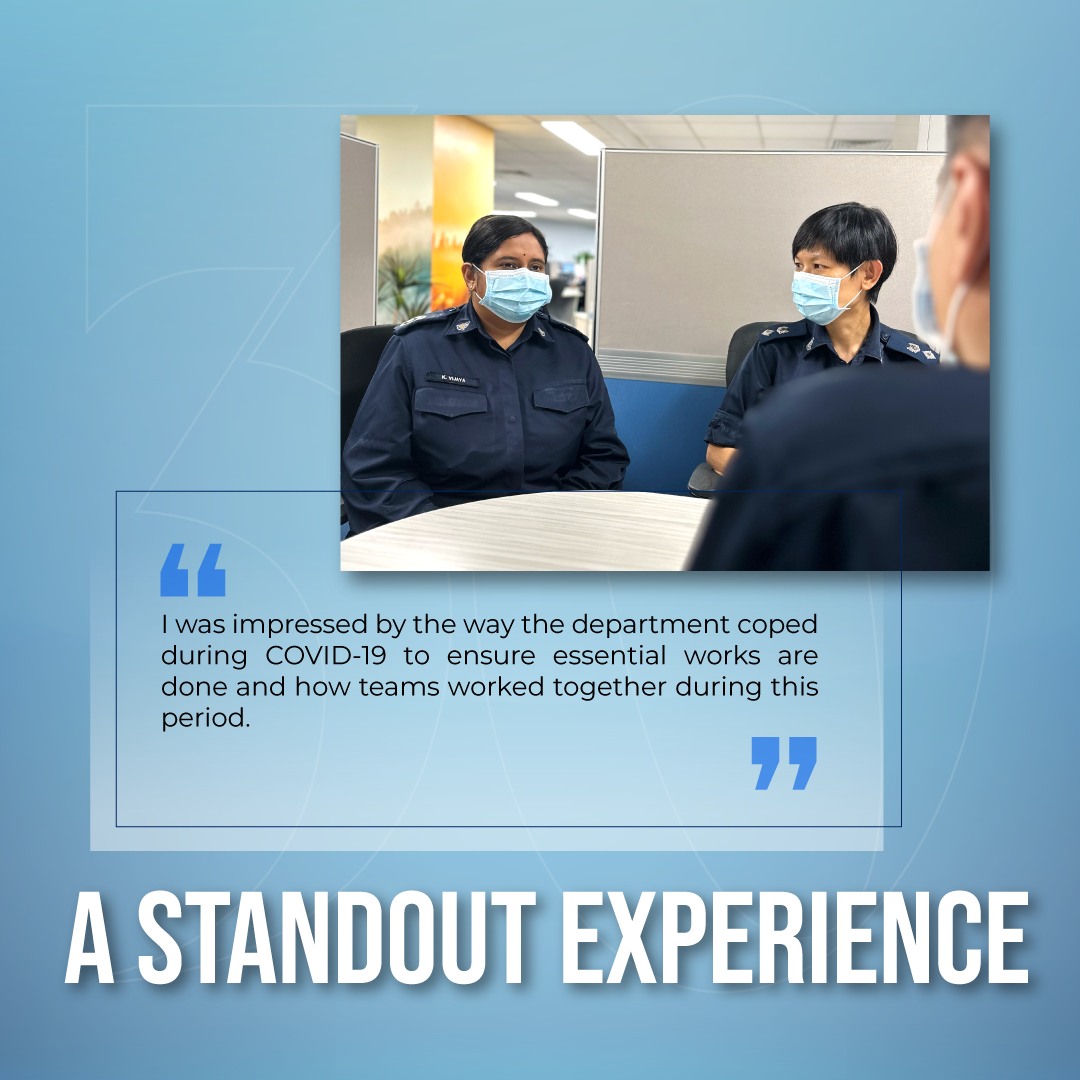 K. VIJAYA
“
I was impressed by the way the department coped
during COVID-19 to ensure essential works are
done and how teams worked together during this
period.
”
A STANDOUT EXPERIENCE